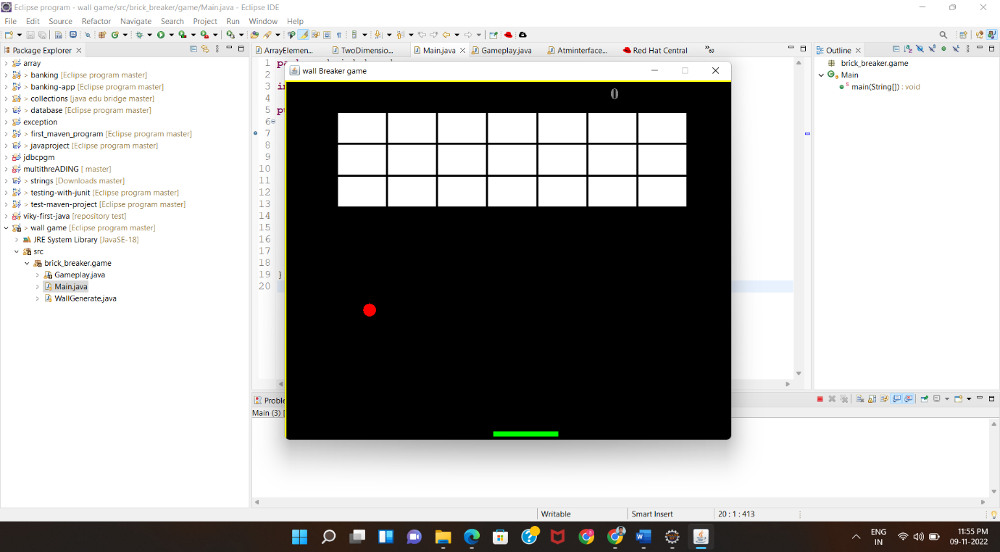 Eclipse program - wall game/src/brick_breaker/game/Main.java - Eclipse IDE
File Edit Source Refactor Navigate Search Project Run Window Help
Package Explorer
array
> banking [Eclipse program master]
> banking-app [Eclipse program master]
> collections [java edu bridge master]
> database [Eclipse program master]
exception
> first_maven_program [Eclipse program master]
> javaproject [Eclipse program master]
jdbcpgm
multithreADING [ master]
> strings [Downloads master]
> testing-with-junit [Eclipse program master]
> test-maven-project [Eclipse program master]
viky-first-java [repository test]
> wall game [Eclipse program master]
JRE System Library [JavaSE-18]
src
brick_breaker.game
Gameplay.java
Main.java
WallGenerate.java
ArrayElemen... TwoDimensio... Main.java Gameplay.java Atminterface... Red Hat Central »69
1 pa
2
3 im
4
5 pu
6
7
8
9
10
11
12
13
14
15
16
17
18
19 }
20
wall Breaker game
0
Proble
Main (3) [
Outline
brick_breaker.game
Main
main(String[]) : void
Writable Smart Insert 20 : 1 : 413
ENG
IN
11:55 PM
09-11-2022